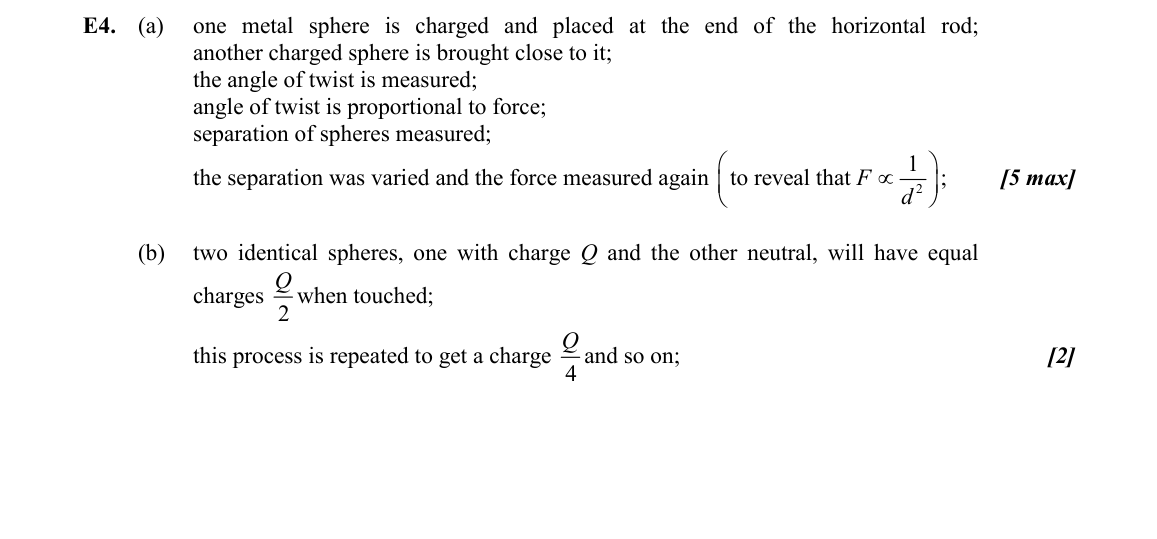 E4. (a) one metal sphere is charged and placed at the end of the horizontal rod;
another charged sphere is brought close to it;
the angle of twist is measured;
angle of twist is proportional to force;
separation of spheres measured;
the separation was varied and the force measured again (to reveal that F ∝ 1/d²); [5 max]
(b) two identical spheres, one with charge Q and the other neutral, will have equal
charges Q/2 when touched;
this process is repeated to get a charge Q/4 and so on; [2]